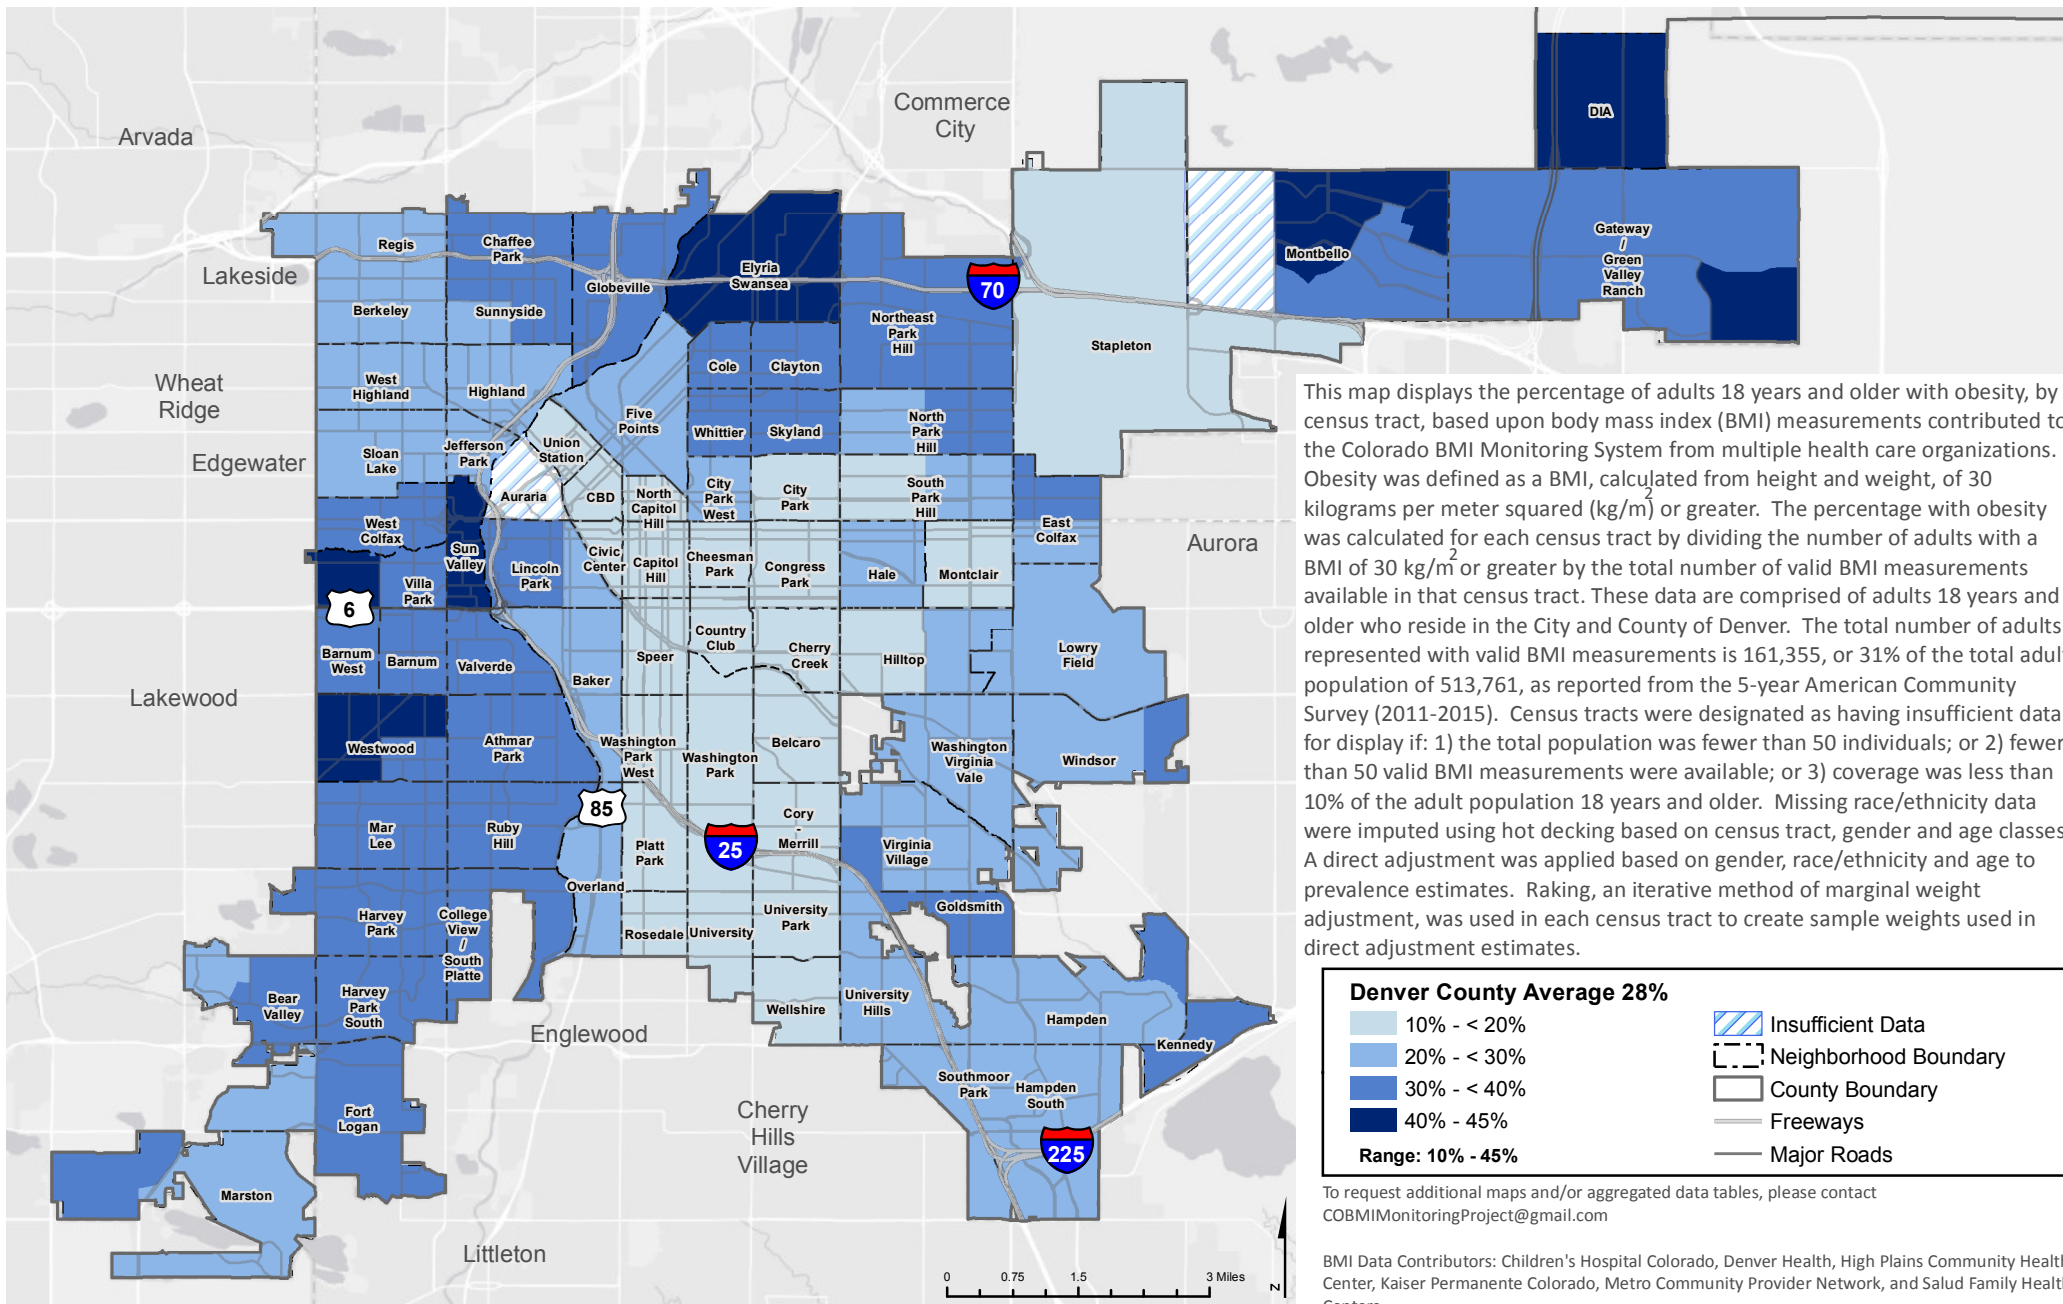 Commerce
City
Arvada
DIA
Regis
Chaffee
Park
Gateway
/
Green
Valley
Ranch
Montbello
Lakeside
Elyria
Swansea
Globeville
70
Berkeley
Sunnyside
Northeast
Park
Hill
Stapleton
Cole
Clayton
Wheat
Ridge
West
Highland
Highland
Five
Points
North
Park
Hill
Whittier
Skyland
Union
Station
Jefferson
Park
Edgewater
Sloan
Lake
Auraria
CBD
North
Capitol
Hill
City
Park
West
City
Park
South
Park
Hill
West
Colfax
East
Colfax
Aurora
Sun
Valley
Villa
Park
Lincoln
Park
Civic
Center
Capitol
Hill
Cheesman
Park
Congress
Park
Hale
Montclair
6
Barnum
West
Barnum
Valverde
Baker
Speer
Country
Club
Cherry
Creek
Hilltop
Lowry
Field
Lakewood
Westwood
Athmar
Park
Washington
Park
West
Washington
Park
Belcaro
Washington
Virginia
Vale
Windsor
85
Mar
Lee
Ruby
Hill
Platt
Park
25
Cory
-
Merrill
Virginia
Village
Overland
Goldsmith
Harvey
Park
College
View
/
South
Platte
Rosedale
University
University
Park
Bear
Valley
Harvey
Park
South
Englewood
Wellshire
University
Hills
Hampden
Kennedy
Southmoor
Park
Hampden
South
Fort
Logan
Cherry
Hills
Village
225
Marston
Littleton
0 0.75 1.5 3 Miles
N
This map displays the percentage of adults 18 years and older with obesity, by
census tract, based upon body mass index (BMI) measurements contributed to
the Colorado BMI Monitoring System from multiple health care organizations.
Obesity was defined as a BMI, calculated from height and weight, of 30
kilograms per meter squared (kg/m²) or greater. The percentage with obesity
was calculated for each census tract by dividing the number of adults with a
BMI of 30 kg/m² or greater by the total number of valid BMI measurements
available in that census tract. These data are comprised of adults 18 years and
older who reside in the City and County of Denver. The total number of adults
represented with valid BMI measurements is 161,355, or 31% of the total adult
population of 513,761, as reported from the 5-year American Community
Survey (2011-2015). Census tracts were designated as having insufficient data
for display if: 1) the total population was fewer than 50 individuals; or 2) fewer
than 50 valid BMI measurements were available; or 3) coverage was less than
10% of the adult population 18 years and older. Missing race/ethnicity data
were imputed using hot decking based on census tract, gender and age classes.
A direct adjustment was applied based on gender, race/ethnicity and age to
prevalence estimates. Raking, an iterative method of marginal weight
adjustment, was used in each census tract to create sample weights used in
direct adjustment estimates.
Denver County Average 28%
10% - < 20%
20% - < 30%
30% - < 40%
40% - 45%
Range: 10% - 45%
Insufficient Data
Neighborhood Boundary
County Boundary
Freeways
Major Roads
To request additional maps and/or aggregated data tables, please contact
COBMIMonitoringProject@gmail.com
BMI Data Contributors: Children's Hospital Colorado, Denver Health, High Plains Community Health
Center, Kaiser Permanente Colorado, Metro Community Provider Network, and Salud Family Health